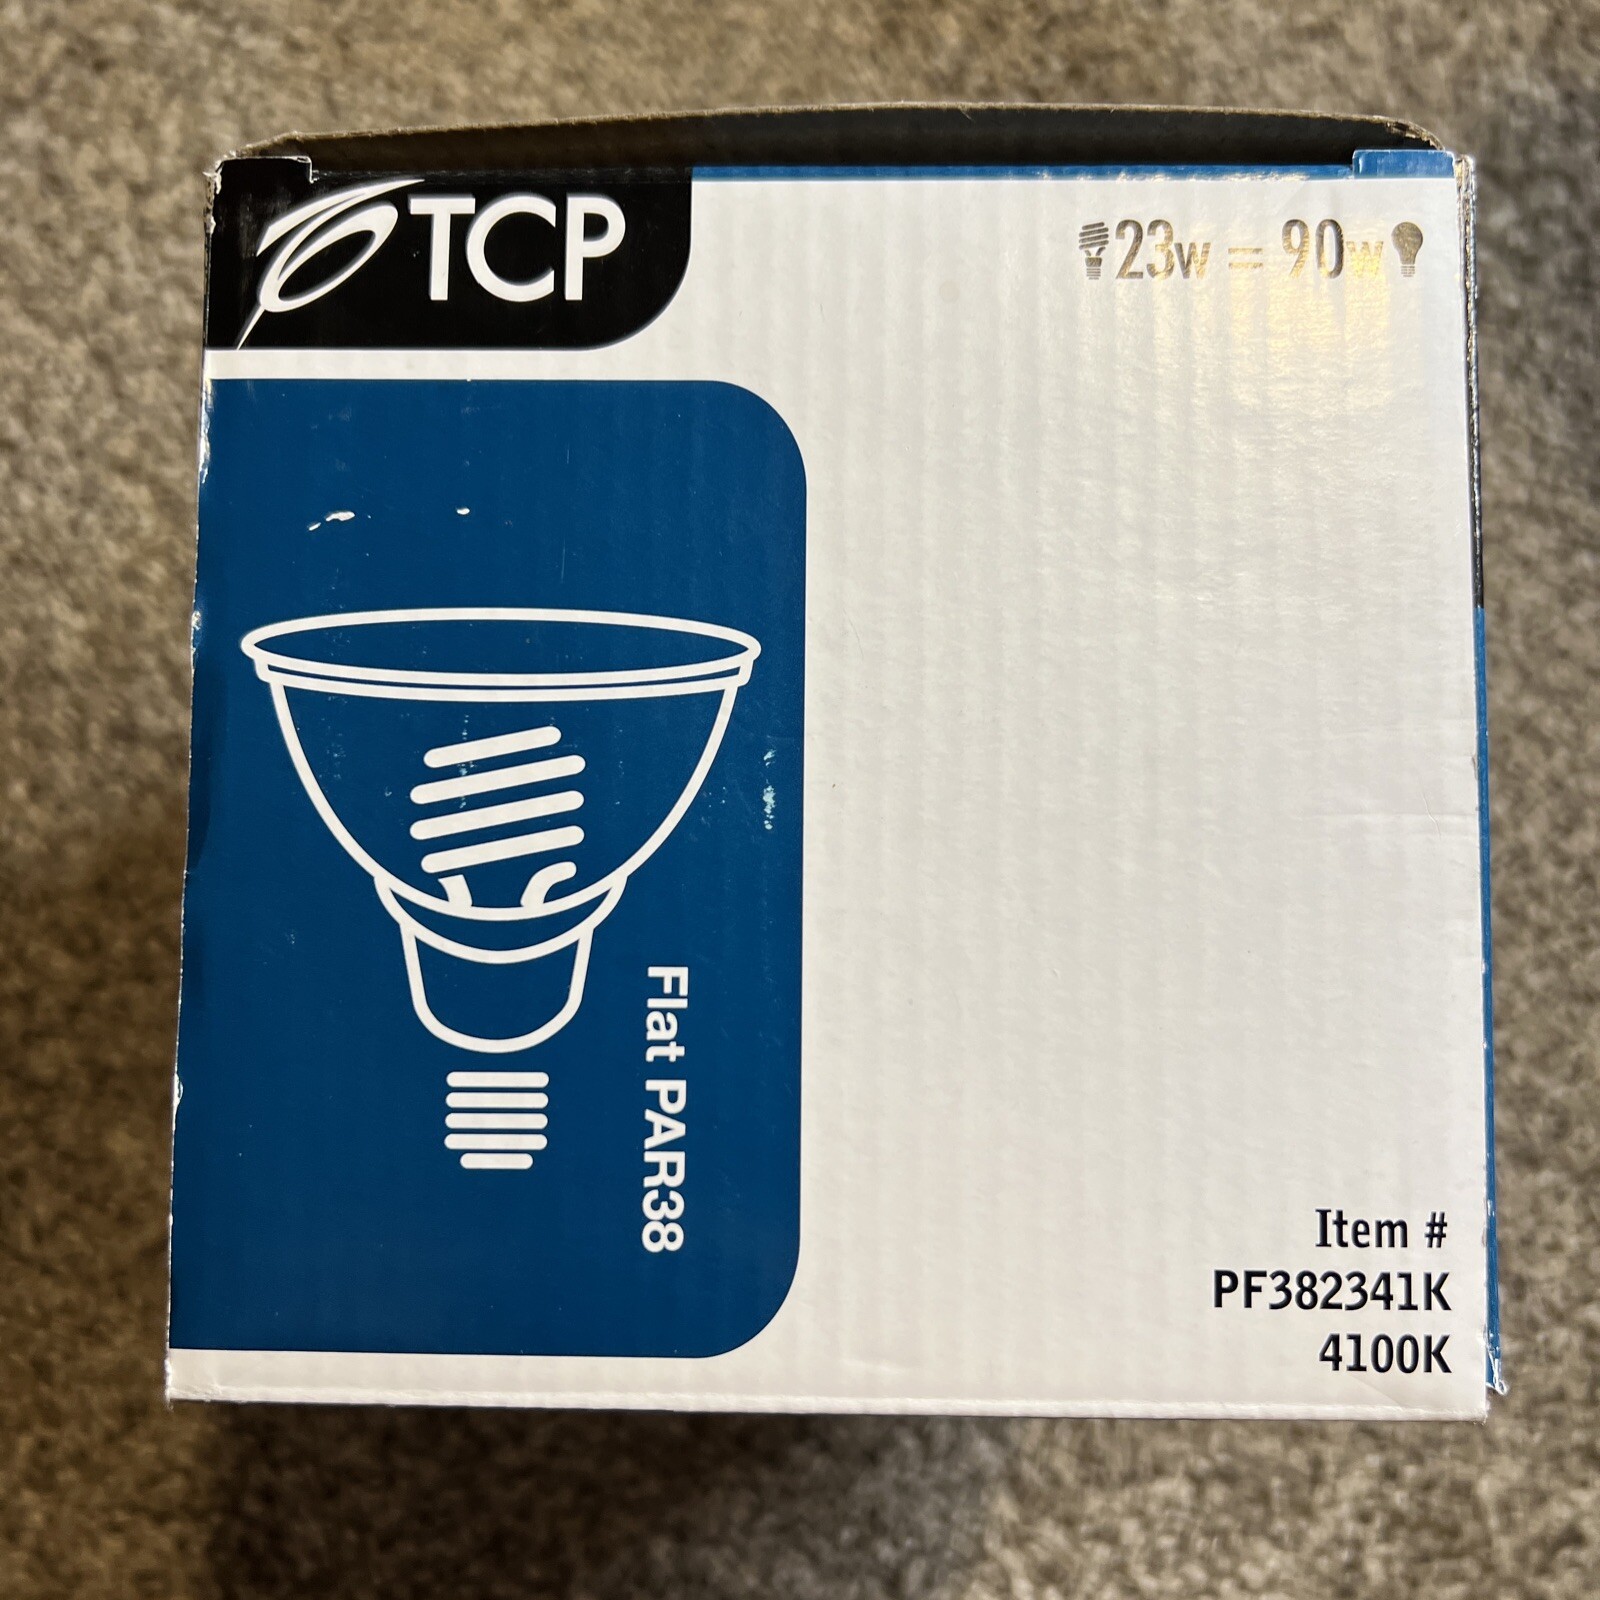 TCP
23w = 90w
Flat PAR38
Item #
PF382341K
4100K